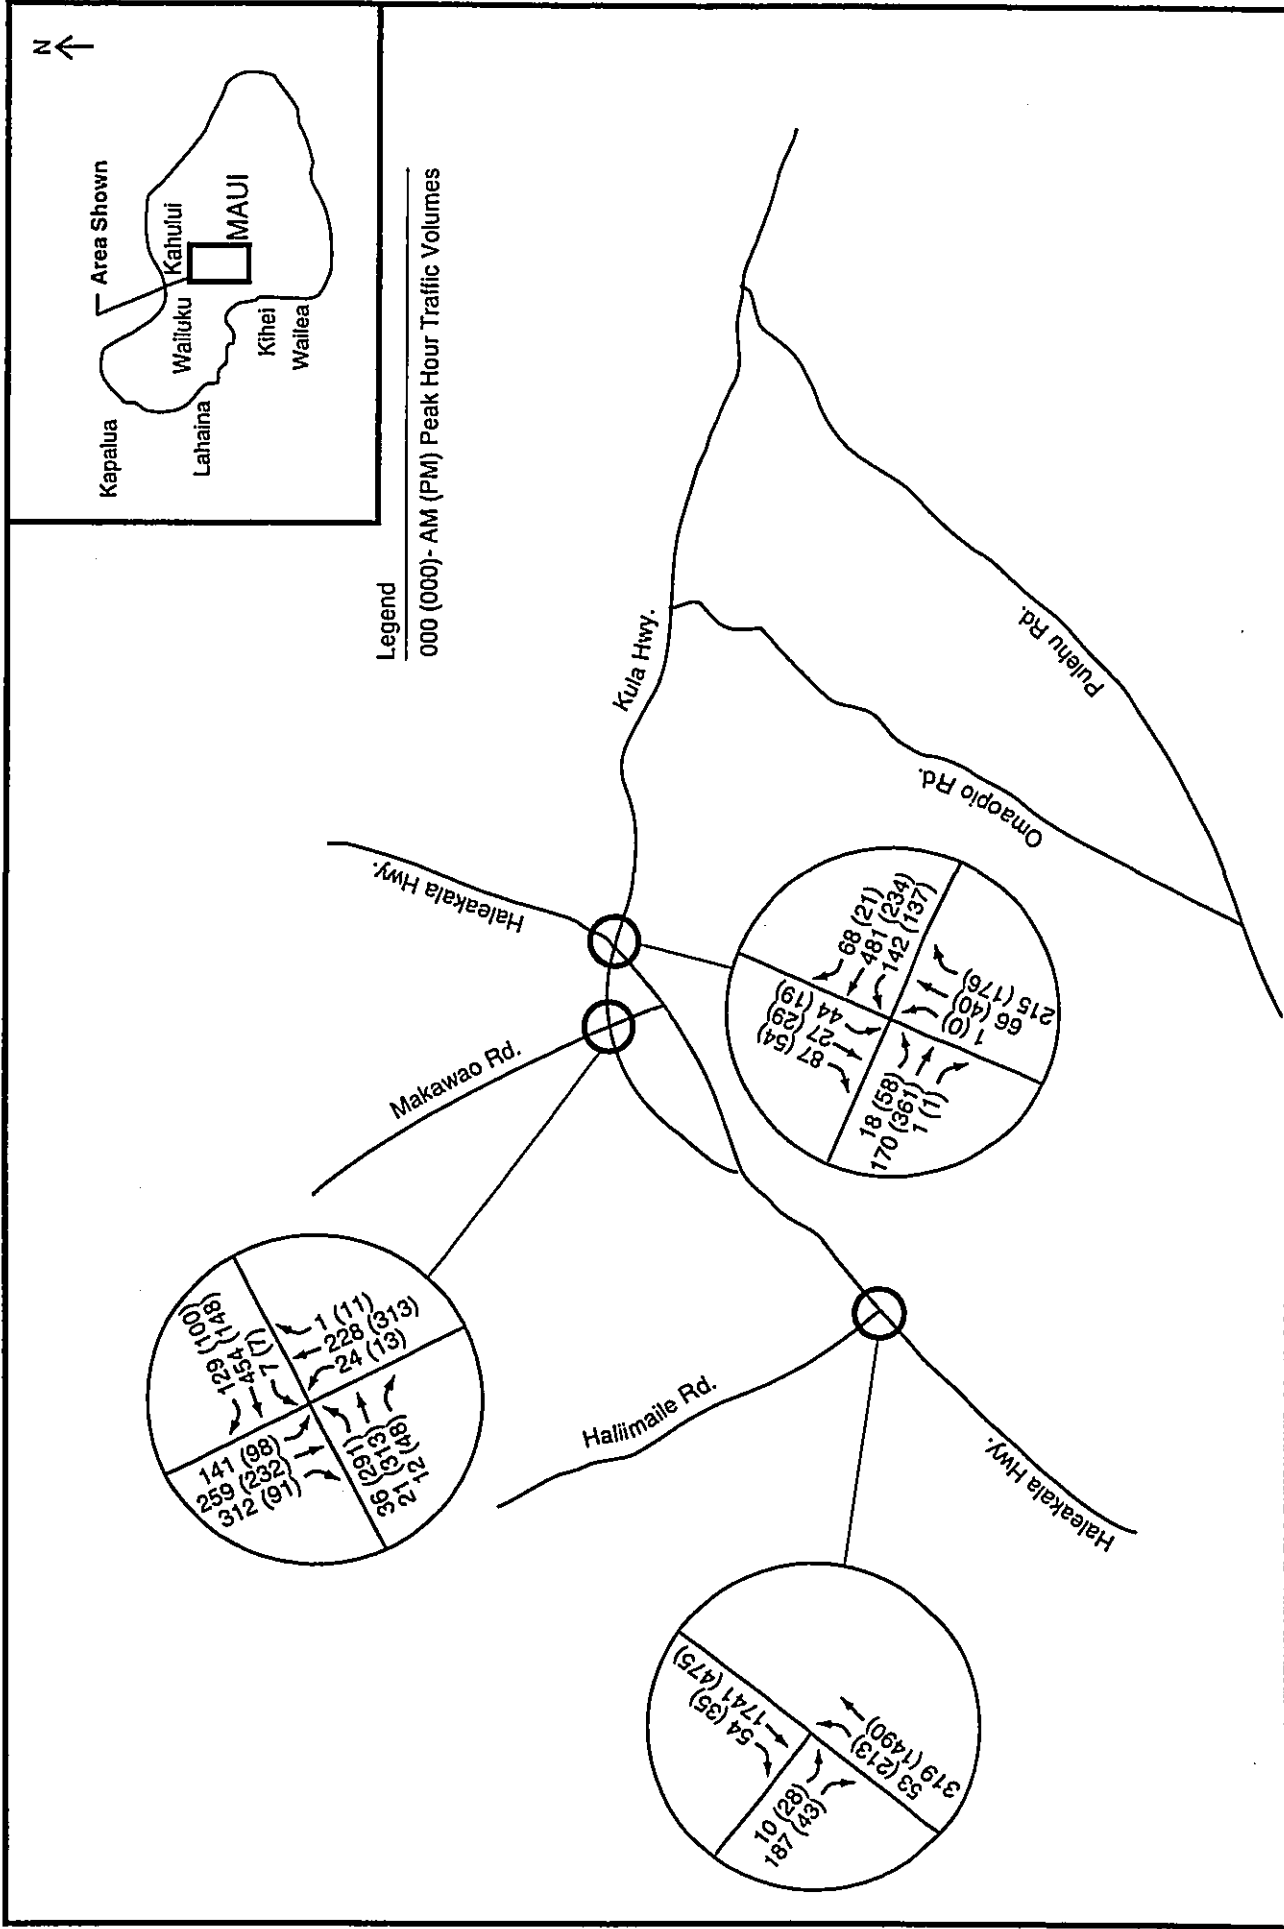 N
Area Shown
Kapalua
Wailuku
Kahului
MAUI
Lahaina
Kihei
Wailea
Legend
000 (000)- AM (PM) Peak Hour Traffic Volumes
Kula Hwy.
Haleakala Hwy.
Makawao Rd.
Omaopio Rd.
Pulehu Rd.
Haliimaile Rd.
Haleakala Hwy.
129 (100)
454 (148)
7 (7)
1 (11)
228 (313)
24 (13)
141 (98)
259 (232)
312 (91)
36 (291)
21 (313)
12 (48)
87 (54)
27 (29)
44 (19)
68 (21)
481 (234)
142 (137)
18 (58)
170 (361)
1 (1)
1 (0)
66 (40)
215 (176)
54 (35)
1741 (475)
10 (28)
187 (43)
53 (213)
319 (1490)